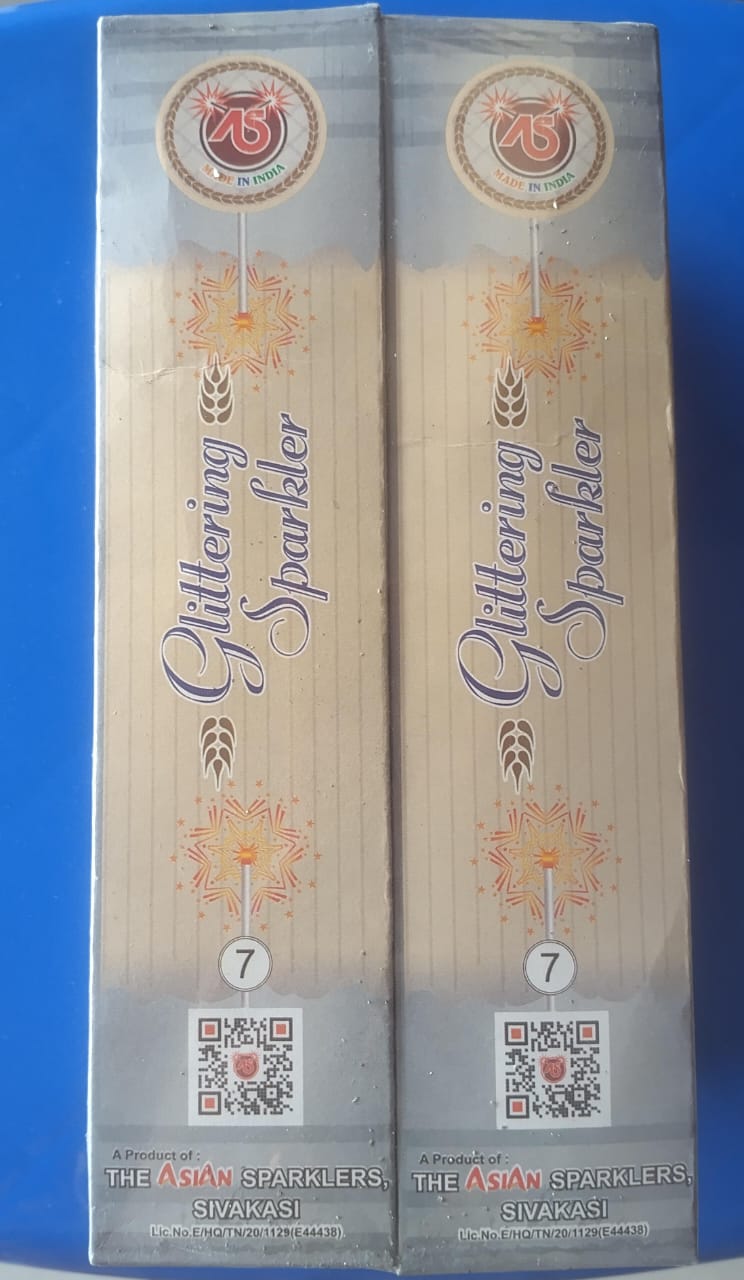 AS
MADE IN INDIA
Glittering
Sparkler
7
A Product of :
THE ASIAN SPARKLERS,
SIVAKASI
Lic.No.E/HQ/TN/20/1129(E44438)
AS
MADE IN INDIA
Glittering
Sparkler
7
A Product of :
THE ASIAN SPARKLERS,
SIVAKASI
Lic.No.E/HQ/TN/20/1129(E44438)